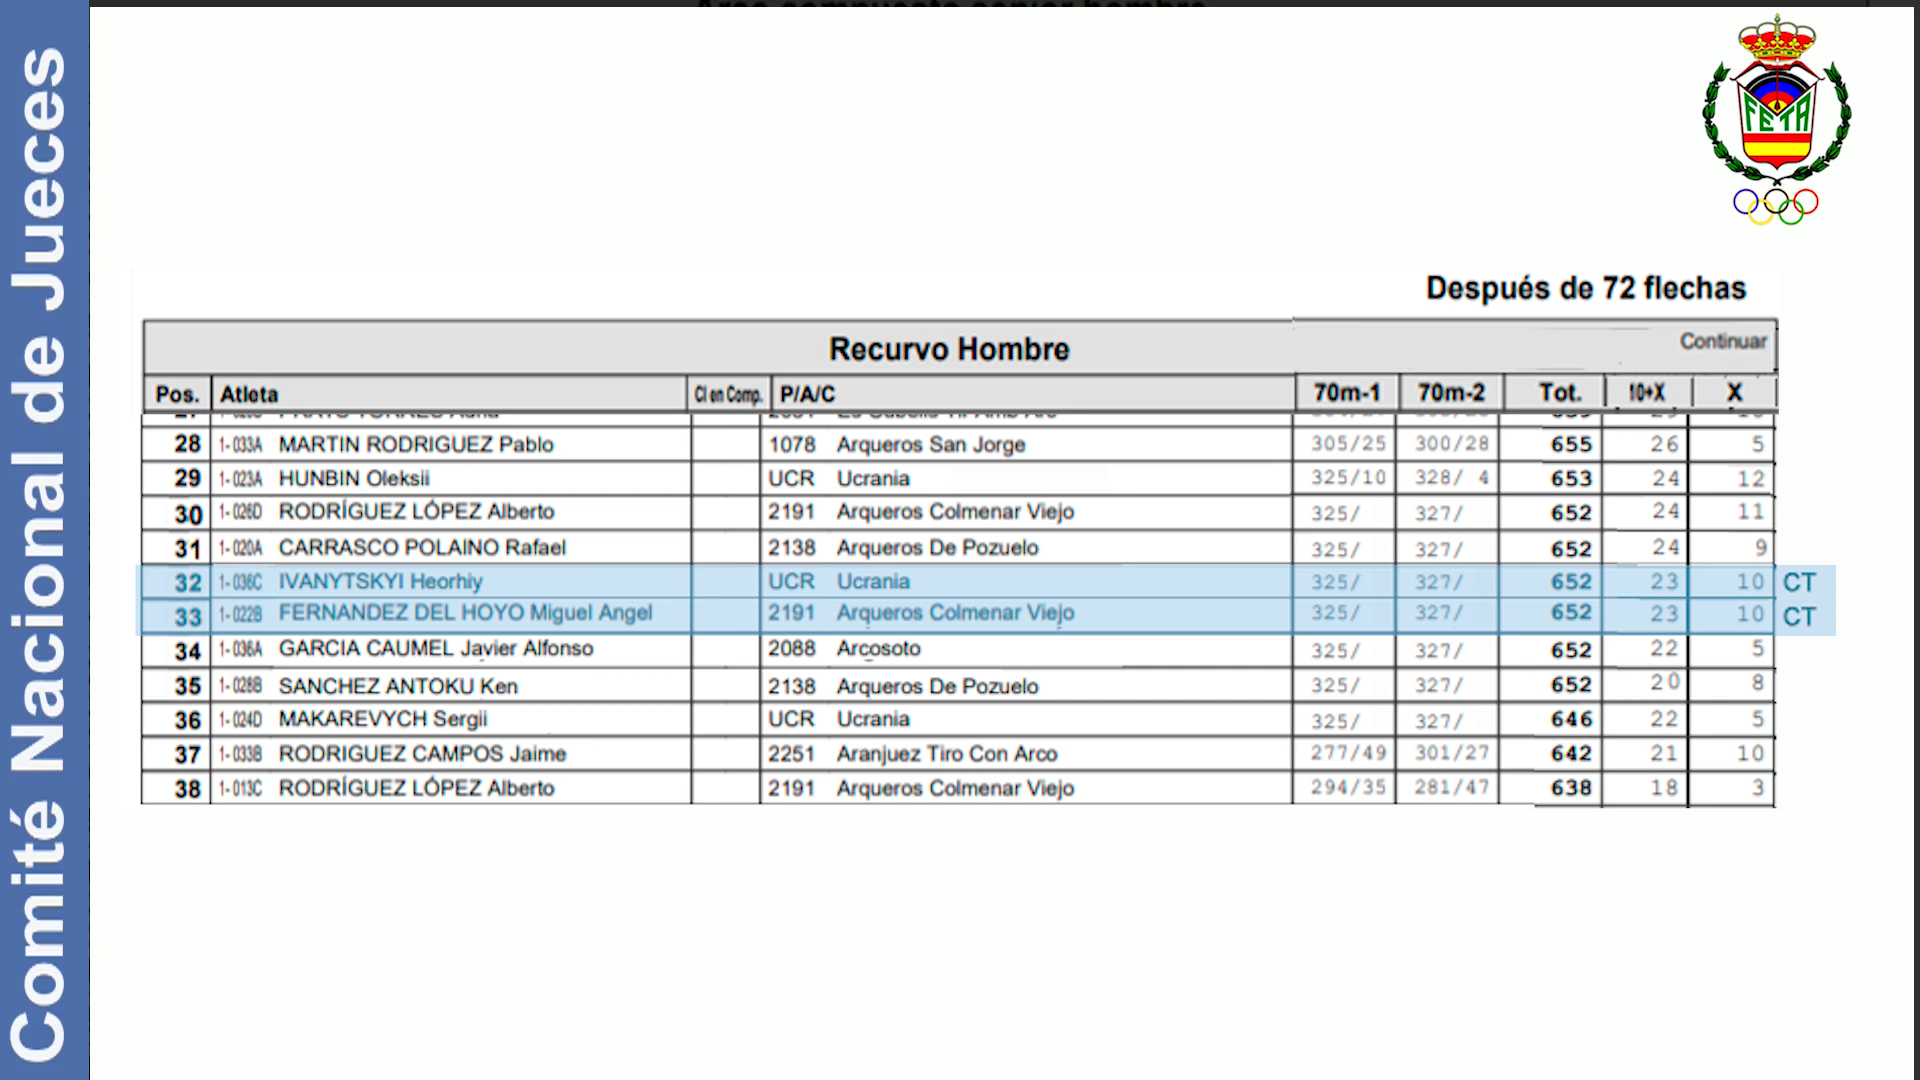 Comité Nacional de Jueces
FETA
Después de 72 flechas
Recurvo Hombre Continuar
Pos. Atleta Cl en Comp. P/A/C 70m-1 70m-2 Tot. 10+X X
28 1- 033A MARTIN RODRIGUEZ Pablo 1078 Arqueros San Jorge 305/25 300/28 655 26 5
29 1- 023A HUNBIN Oleksii UCR Ucrania 325/10 328/ 4 653 24 12
30 1- 026D RODRÍGUEZ LÓPEZ Alberto 2191 Arqueros Colmenar Viejo 325/ 327/ 652 24 11
31 1- 020A CARRASCO POLAINO Rafael 2138 Arqueros De Pozuelo 325/ 327/ 652 24 9
32 1- 036C IVANYTSKYI Heorhiy UCR Ucrania 325/ 327/ 652 23 10 CT
33 1- 022B FERNANDEZ DEL HOYO Miguel Angel 2191 Arqueros Colmenar Viejo 325/ 327/ 652 23 10 CT
34 1- 036A GARCIA CAUMEL Javier Alfonso 2088 Arcosoto 325/ 327/ 652 22 5
35 1- 028B SANCHEZ ANTOKU Ken 2138 Arqueros De Pozuelo 325/ 327/ 652 20 8
36 1- 024D MAKAREVYCH Sergii UCR Ucrania 325/ 327/ 646 22 5
37 1- 033B RODRIGUEZ CAMPOS Jaime 2251 Aranjuez Tiro Con Arco 277/49 301/27 642 21 10
38 1- 013C RODRÍGUEZ LÓPEZ Alberto 2191 Arqueros Colmenar Viejo 294/35 281/47 638 18 3